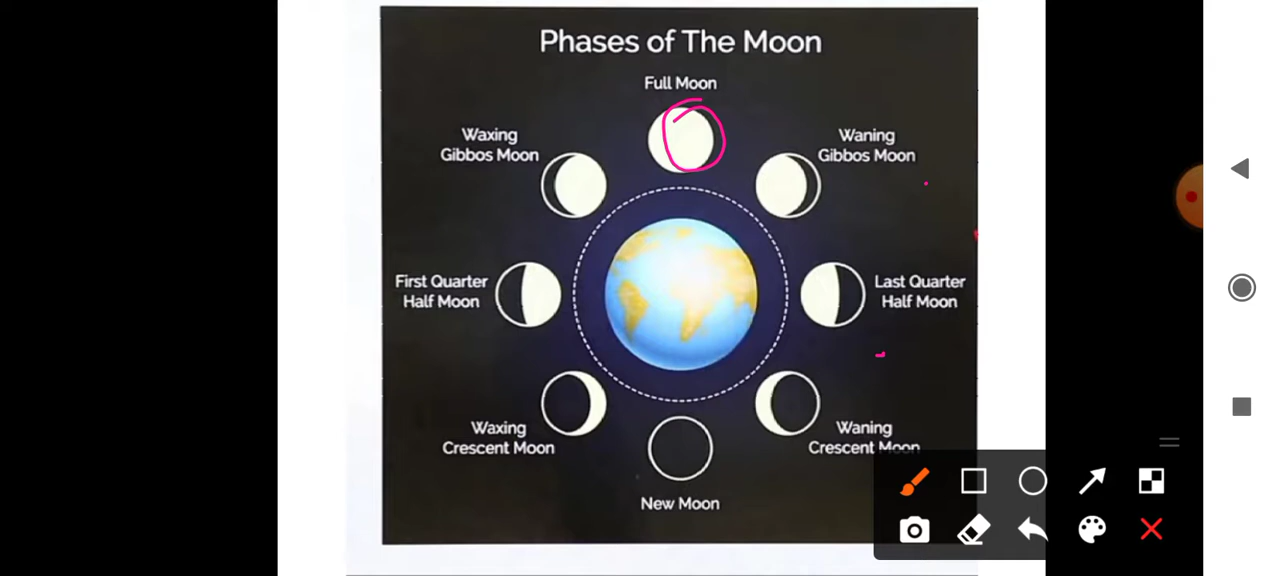 Phases of The Moon
Full Moon
Waxing
Gibbos Moon
Waning
Gibbos Moon
First Quarter
Half Moon
Last Quarter
Half Moon
Waxing
Crescent Moon
Waning
Crescent Moon
New Moon